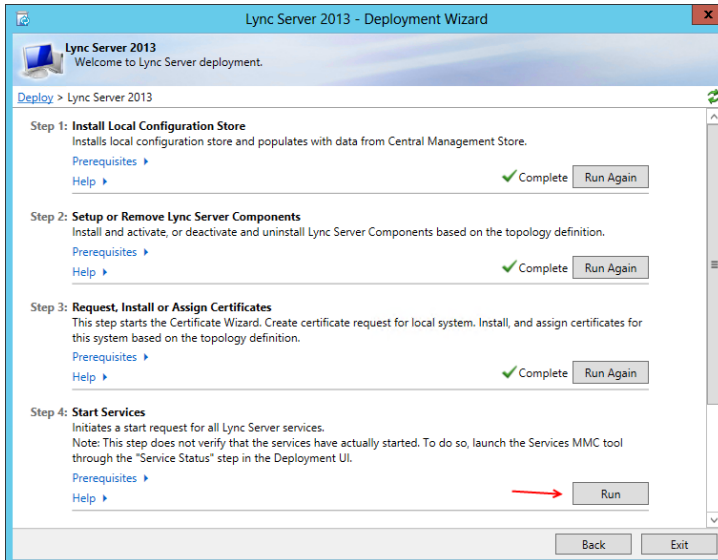 Lync Server 2013 - Deployment Wizard
x
Lync Server 2013
Welcome to Lync Server deployment.
Deploy > Lync Server 2013
Step 1: Install Local Configuration Store
Installs local configuration store and populates with data from Central Management Store.
Prerequisites
Help
Complete Run Again
Step 2: Setup or Remove Lync Server Components
Install and activate, or deactivate and uninstall Lync Server Components based on the topology definition.
Prerequisites
Help
Complete Run Again
Step 3: Request, Install or Assign Certificates
This step starts the Certificate Wizard. Create certificate request for local system. Install, and assign certificates for
this system based on the topology definition.
Prerequisites
Help
Complete Run Again
Step 4: Start Services
Initiates a start request for all Lync Server services.
Note: This step does not verify that the services have actually started. To do so, launch the Services MMC tool
through the "Service Status" step in the Deployment UI.
Prerequisites
Help
Run
Back Exit